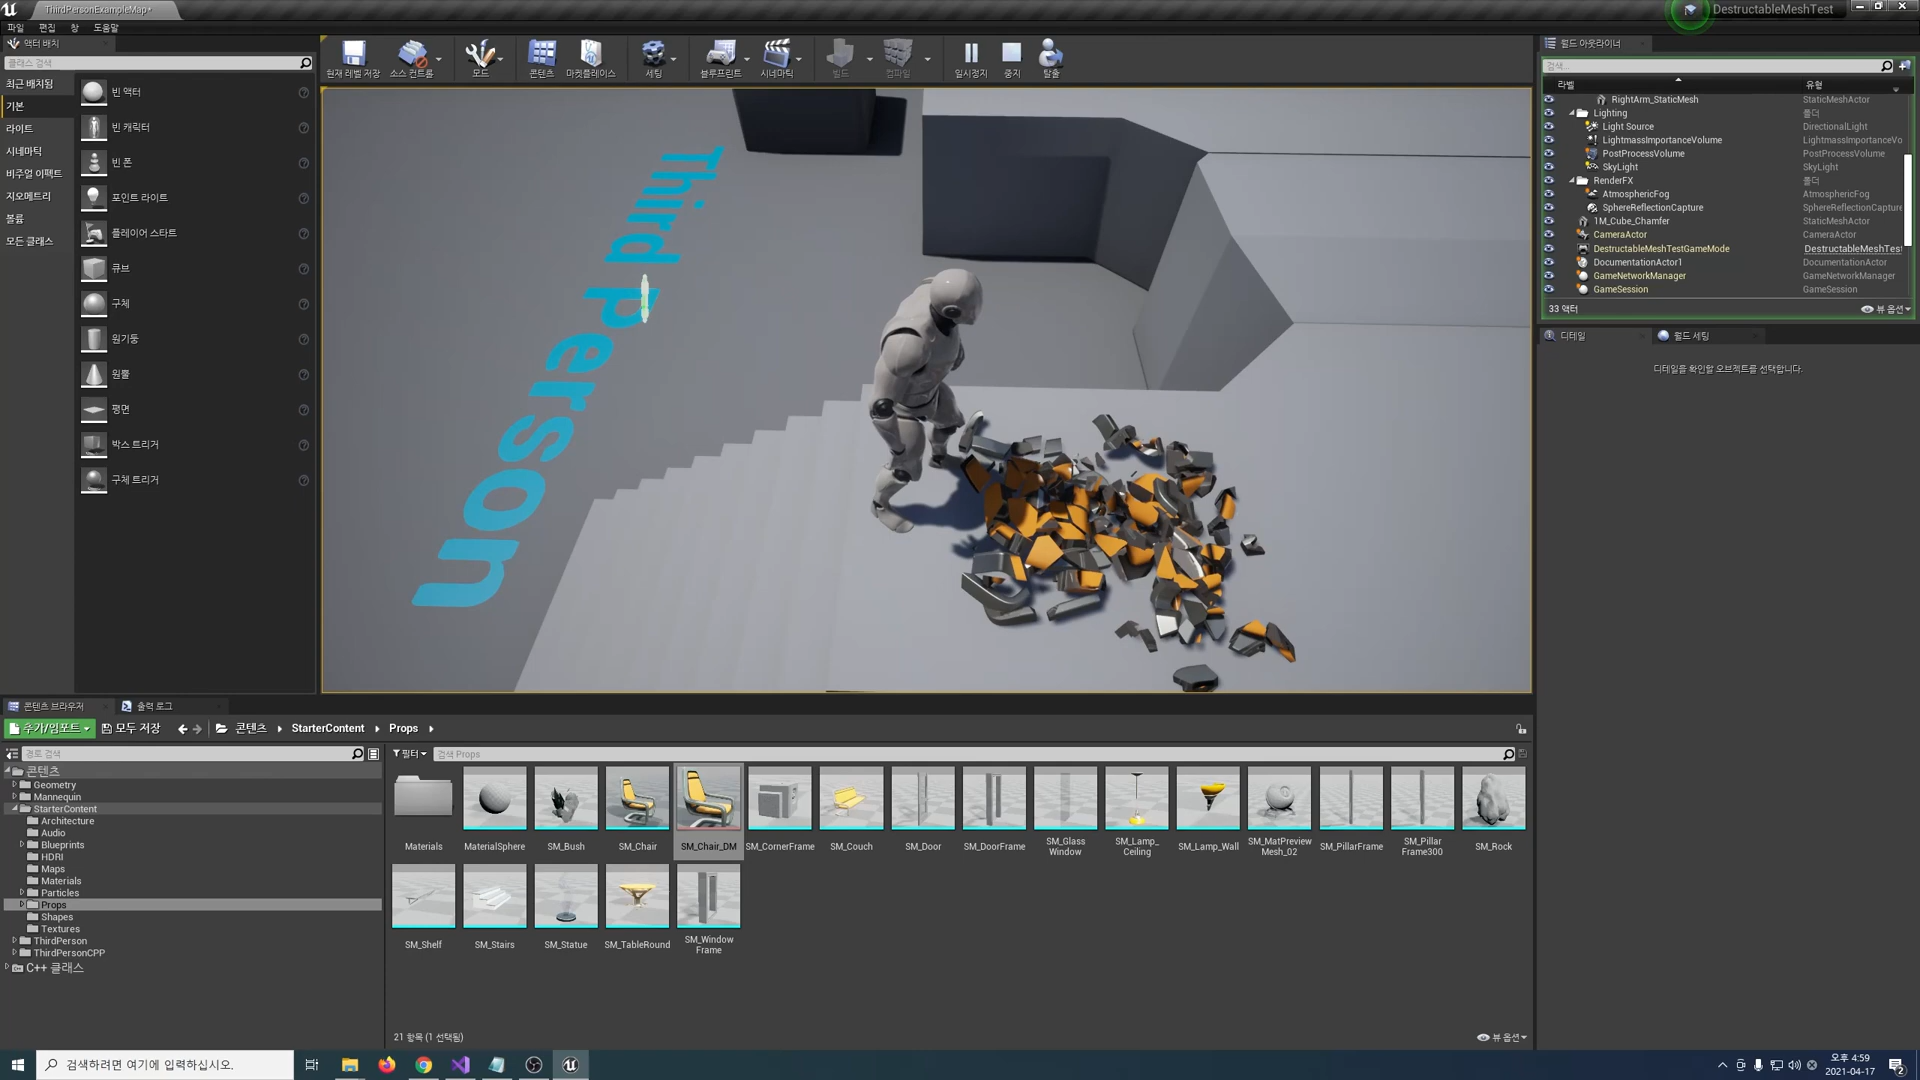 ThirdPersonExampleMap*
DestructableMeshTest
파일 편집 창 도움말
액터 배치
클래스 검색
최근 배치됨
기본
라이트
시네마틱
비주얼 이펙트
지오메트리
볼륨
모든 클래스
빈 액터
빈 캐릭터
빈 폰
포인트 라이트
플레이어 스타트
큐브
구체
원기둥
원뿔
평면
박스 트리거
구체 트리거
현재 레벨 저장 소스 컨트롤 모드 콘텐츠 마켓플레이스 세팅 블루프린트 시네마틱 빌드 컴파일 일시정지 중지 탈출
Third Person
월드 아웃라이너
검색...
라벨 유형
RightArm_StaticMesh StaticMeshActor
Lighting 폴더
Light Source DirectionalLight
LightmassImportanceVolume LightmassImportanceVo
PostProcessVolume PostProcessVolume
SkyLight SkyLight
RenderFX 폴더
AtmosphericFog AtmosphericFog
SphereReflectionCapture SphereReflectionCapture
1M_Cube_Chamfer StaticMeshActor
CameraActor CameraActor
DestructableMeshTestGameMode DestructableMeshTest
DocumentationActor1 DocumentationActor
GameNetworkManager GameNetworkManager
GameSession GameSession
33 액터 뷰 옵션
디테일 월드 세팅
디테일을 확인할 오브젝트를 선택합니다.
콘텐츠 브라우저 출력 로그
추가/임포트 모두 저장 콘텐츠 StarterContent Props
경로 검색
필터 검색 Props
콘텐츠
Geometry
Mannequin
StarterContent
Architecture
Audio
Blueprints
HDRI
Maps
Materials
Particles
Props
Shapes
Textures
ThirdPerson
ThirdPersonCPP
C++ 클래스
Materials MaterialSphere SM_Bush SM_Chair SM_Chair_DM SM_CornerFrame SM_Couch SM_Door SM_DoorFrame SM_Glass Window SM_Lamp_ Ceiling SM_Lamp_Wall SM_MatPreview Mesh_02 SM_PillarFrame SM_Pillar Frame300 SM_Rock
SM_Shelf SM_Stairs SM_Statue SM_TableRound SM_Window Frame
21 항목 (1 선택됨) 뷰 옵션
검색하려면 여기에 입력하십시오.
오후 4:59
2021-04-17
2